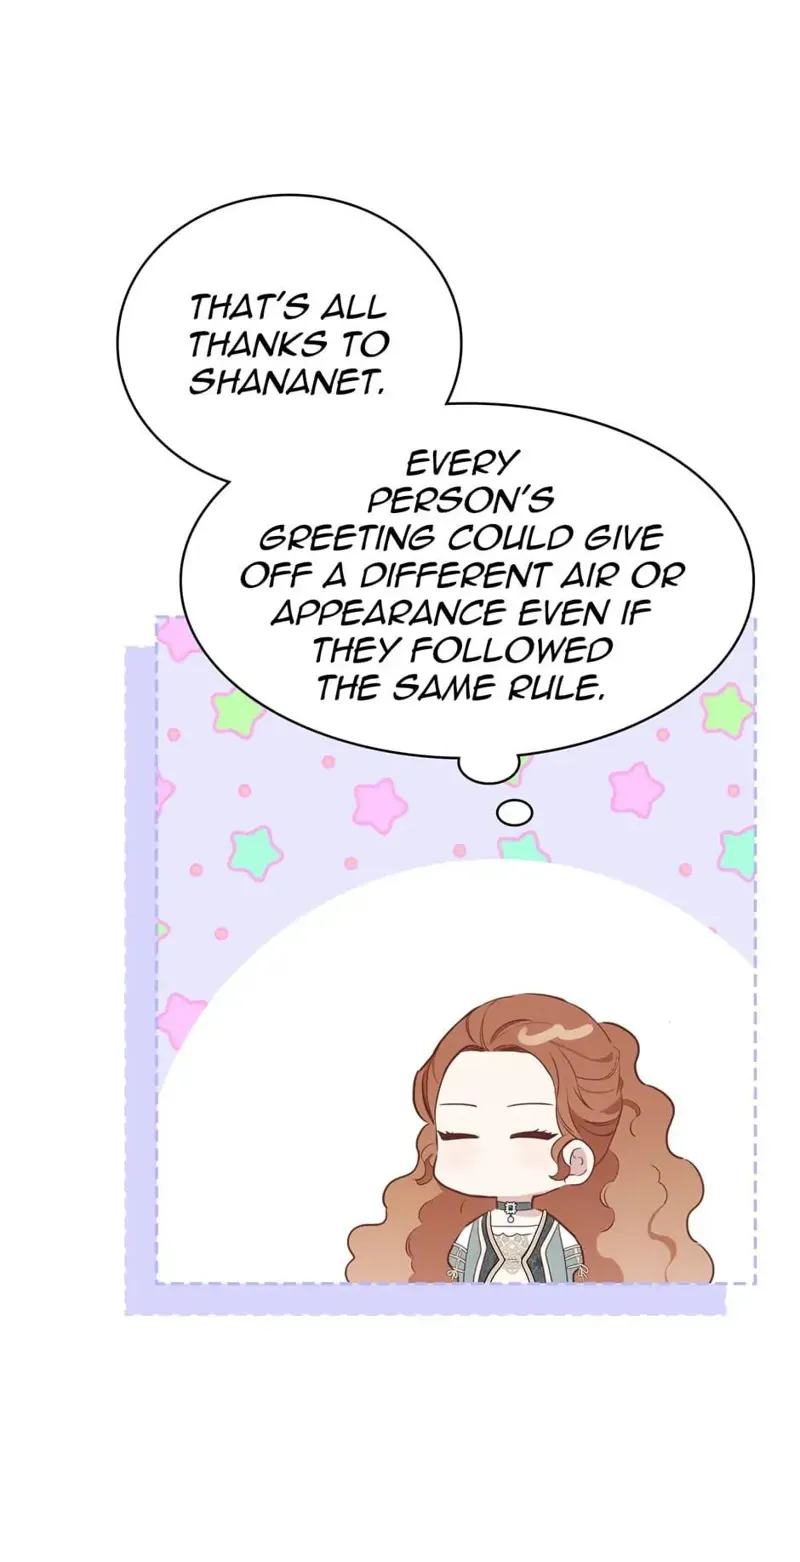 THAT'S ALL
THANKS TO
SHANANET.
EVERY
PERSON'S
GREETING COULD GIVE
OFF A DIFFERENT AIR OR
APPEARANCE EVEN IF
THEY FOLLOWED
THE SAME RULE.